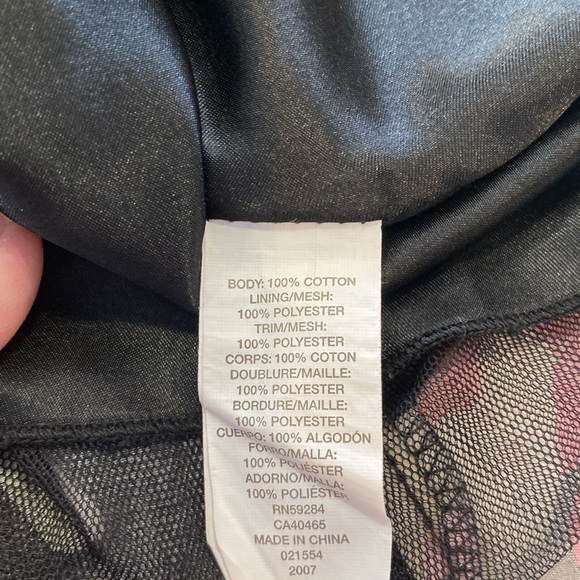 BODY: 100% COTTON
LINING/MESH:
100% POLYESTER
TRIM/MESH:
100% POLYESTER
CORPS: 100% COTON
DOUBLURE/MAILLE:
100% POLYESTER
BORDURE/MAILLE:
100% POLYESTER
CUERPO: 100% ALGODÓN
FORRO/MALLA:
100% POLIÉSTER
ADORNO/MALLA:
100% POLIÉSTER
RN59284
CA40465
MADE IN CHINA
021554
2007